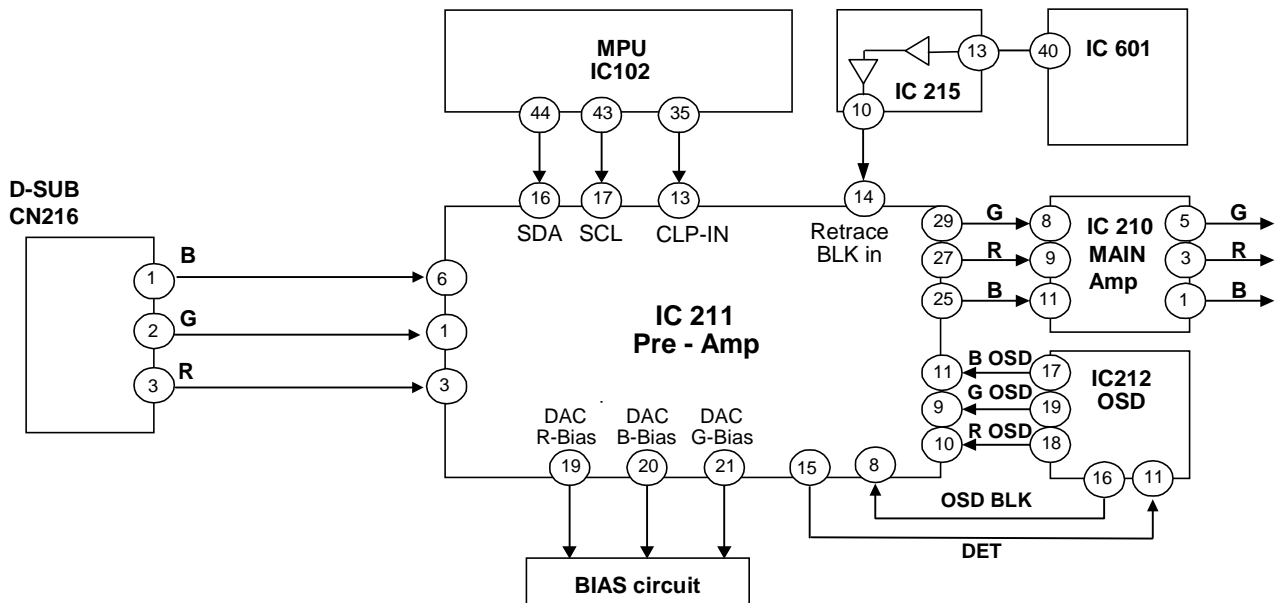 MPU
IC102
44
43
35
16
17
13
SDA
SCL
CLP-IN
IC 215
13
10
40
IC 601
14
Retrace
BLK in
D-SUB
CN216
1
B
6
2
G
1
3
R
3
IC 211
Pre - Amp
29
G
8
27
R
9
25
B
11
IC 210
MAIN
Amp
5
G
3
R
1
B
11
B OSD
17
9
G OSD
19
10
R OSD
18
IC212
OSD
16
11
DAC
R-Bias
19
DAC
B-Bias
20
DAC
G-Bias
21
15
8
OSD BLK
DET
BIAS circuit